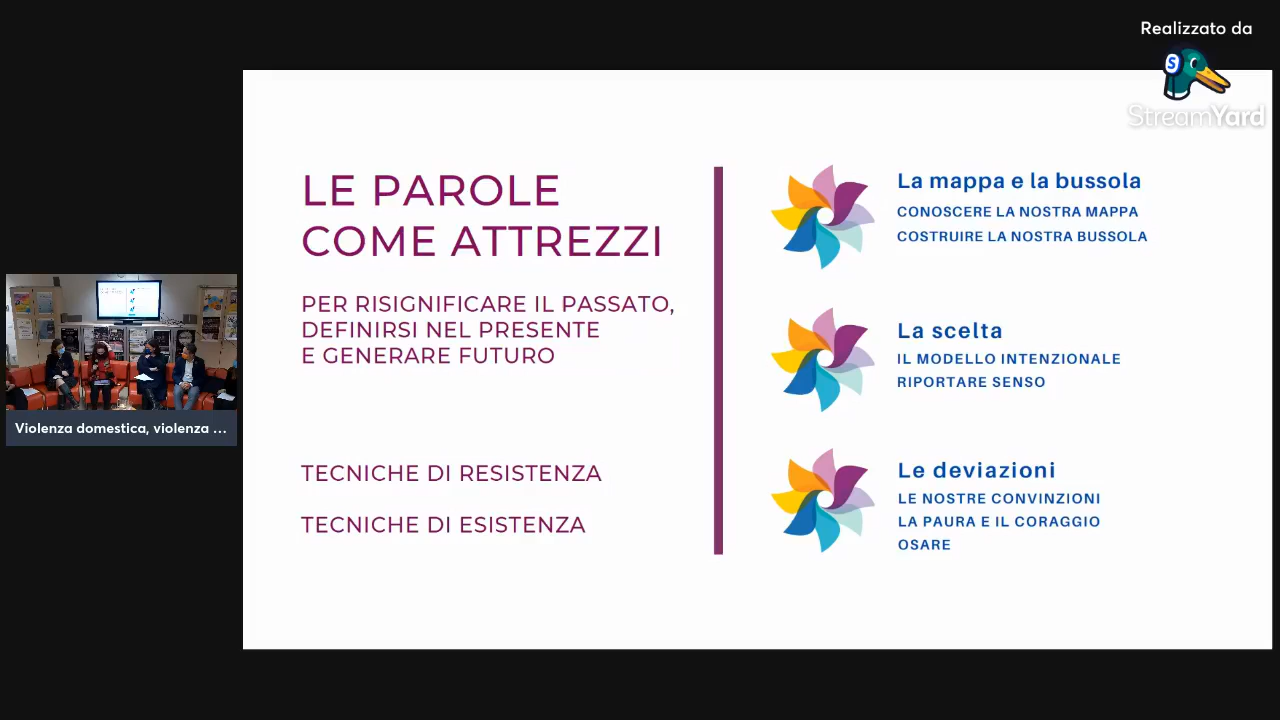 Realizzato da
StreamYard
LE PAROLE
COME ATTREZZI
PER RISIGNIFICARE IL PASSATO,
DEFINIRSI NEL PRESENTE
E GENERARE FUTURO
TECNICHE DI RESISTENZA
TECNICHE DI ESISTENZA
La mappa e la bussola
CONOSCERE LA NOSTRA MAPPA
COSTRUIRE LA NOSTRA BUSSOLA
La scelta
IL MODELLO INTENZIONALE
RIPORTARE SENSO
Le deviazioni
LE NOSTRE CONVINZIONI
LA PAURA E IL CORAGGIO
OSARE
Violenza domestica, violenza ...